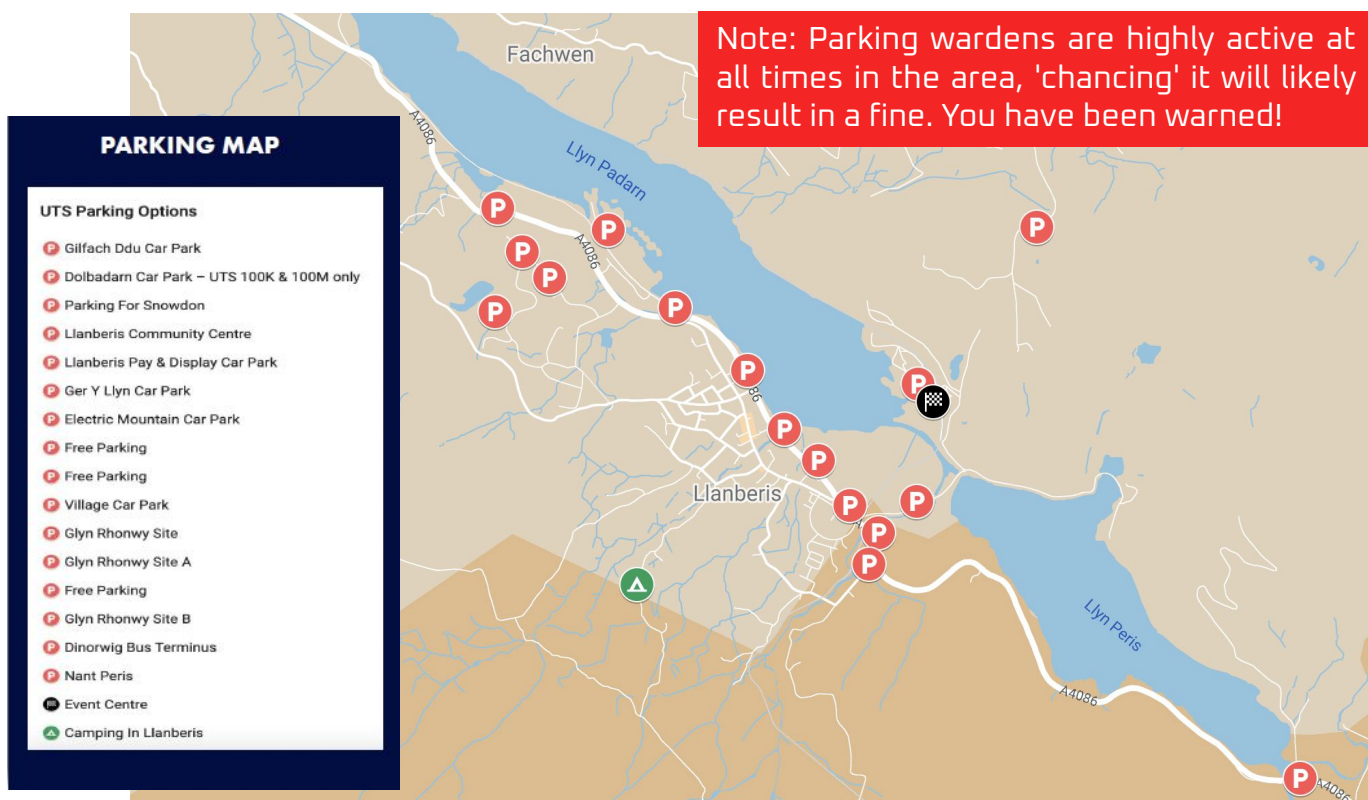 Note: Parking wardens are highly active at
all times in the area, 'chancing' it will likely
result in a fine. You have been warned!
PARKING MAP
UTS Parking Options
P Gilfach Ddu Car Park
P Dolbadarn Car Park – UTS 100K & 100M only
P Parking For Snowdon
P Llanberis Community Centre
P Llanberis Pay & Display Car Park
P Ger Y Llyn Car Park
P Electric Mountain Car Park
P Free Parking
P Free Parking
P Village Car Park
P Glyn Rhonwy Site
P Glyn Rhonwy Site A
P Free Parking
P Glyn Rhonwy Site B
P Dinorwig Bus Terminus
P Nant Peris
Event Centre
Camping In Llanberis
Fachwen
A4086
Llyn Padarn
P
P
P
A4086
P
P
P
P
P
86
P
P
P
Llanberis
P
P
A
P
P
Llyn Peris
A4086
P
A4086